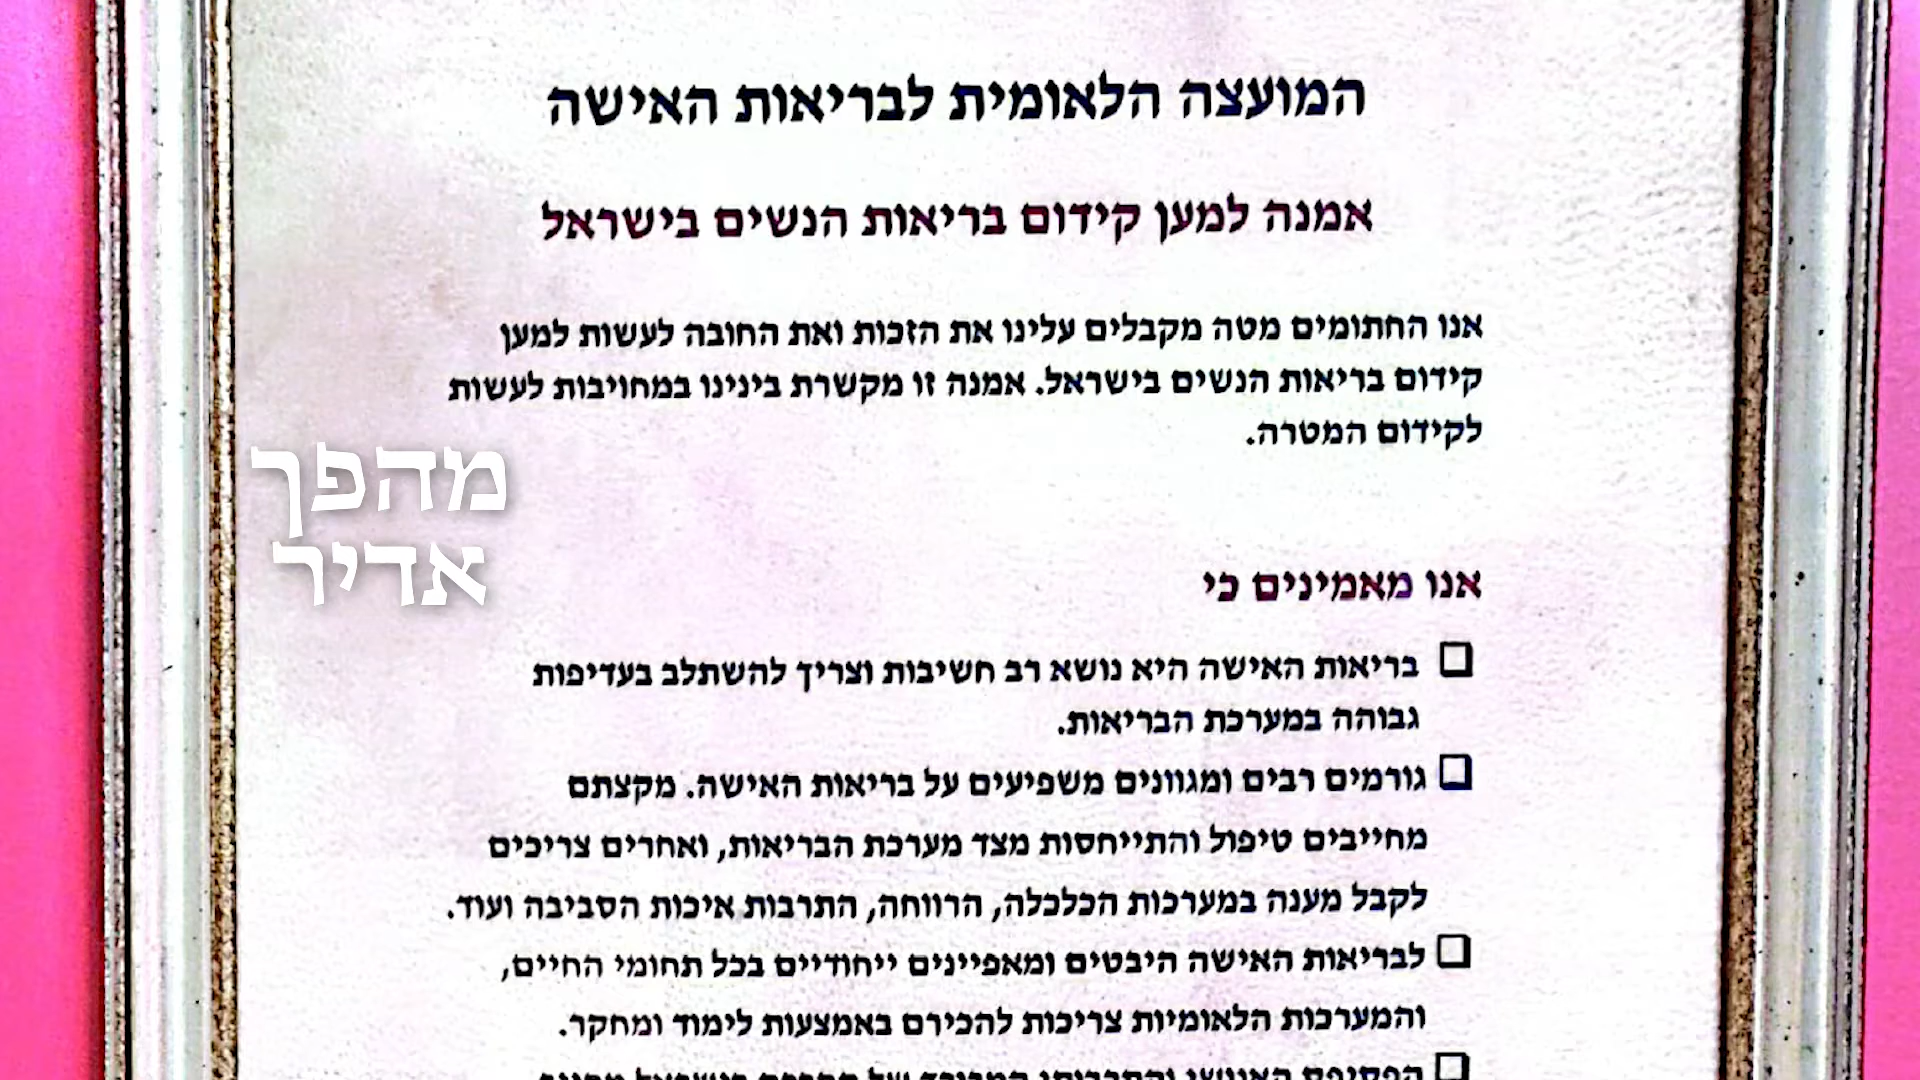 המועצה הלאומית לבריאות האישה
אמנה למען קידום בריאות הנשים בישראל
אנו החתומים מטה מקבלים עלינו את הזכות ואת החובה לעשות למען
קידום בריאות הנשים בישראל. אמנה זו מקשרת בינינו במחויבות לעשות
לקידום המטרה.
מהפך
אדיר
אנו מאמינים כי
בריאות האישה היא נושא רב חשיבות וצריך להשתלב בעדיפות
גבוהה במערכת הבריאות.
גורמים רבים ומגוונים משפיעים על בריאות האישה. מקצתם
מחייבים טיפול והתייחסות מצד מערכת הבריאות, ואחרים צריכים
לקבל מענה במערכות הכלכלה, הרווחה, התרבות איכות הסביבה ועוד.
לבריאות האישה היבטים ומאפיינים ייחודיים בכל תחומי החיים,
והמערכות הלאומיות צריכות להכירם באמצעות לימוד ומחקר.